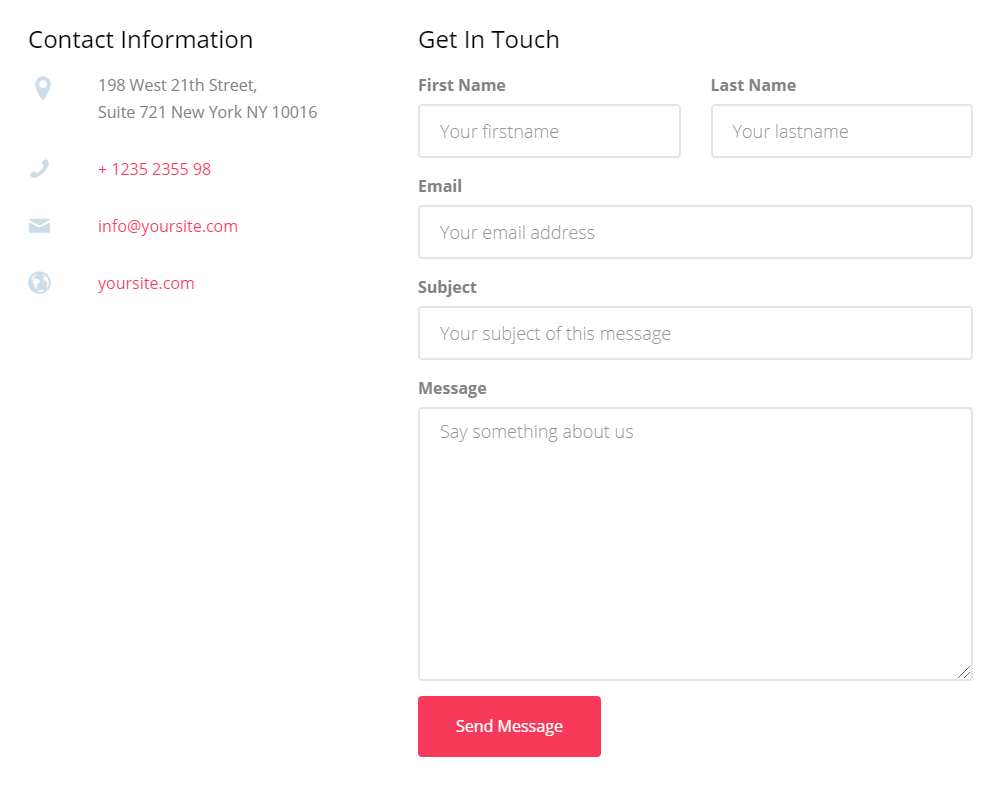 Contact Information
198 West 21th Street,
Suite 721 New York NY 10016
+ 1235 2355 98
info@yoursite.com
yoursite.com
Get In Touch
First Name
Last Name
Your firstname
Your lastname
Email
Your email address
Subject
Your subject of this message
Message
Say something about us
Send Message